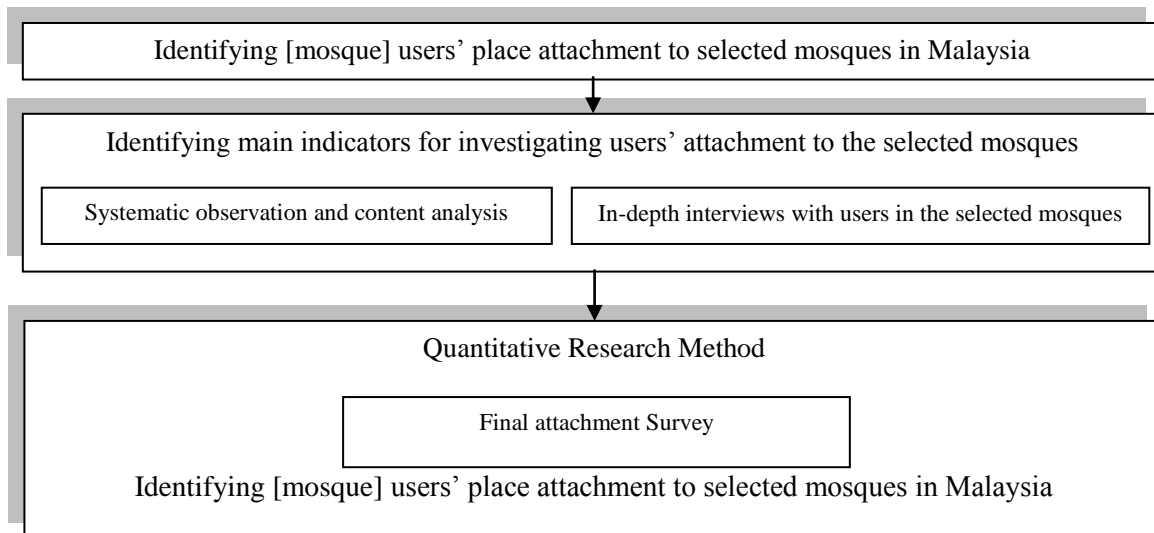 Identifying [mosque] users’ place attachment to selected mosques in Malaysia
Identifying main indicators for investigating users’ attachment to the selected mosques
Systematic observation and content analysis
In-depth interviews with users in the selected mosques
Quantitative Research Method
Final attachment Survey
Identifying [mosque] users’ place attachment to selected mosques in Malaysia